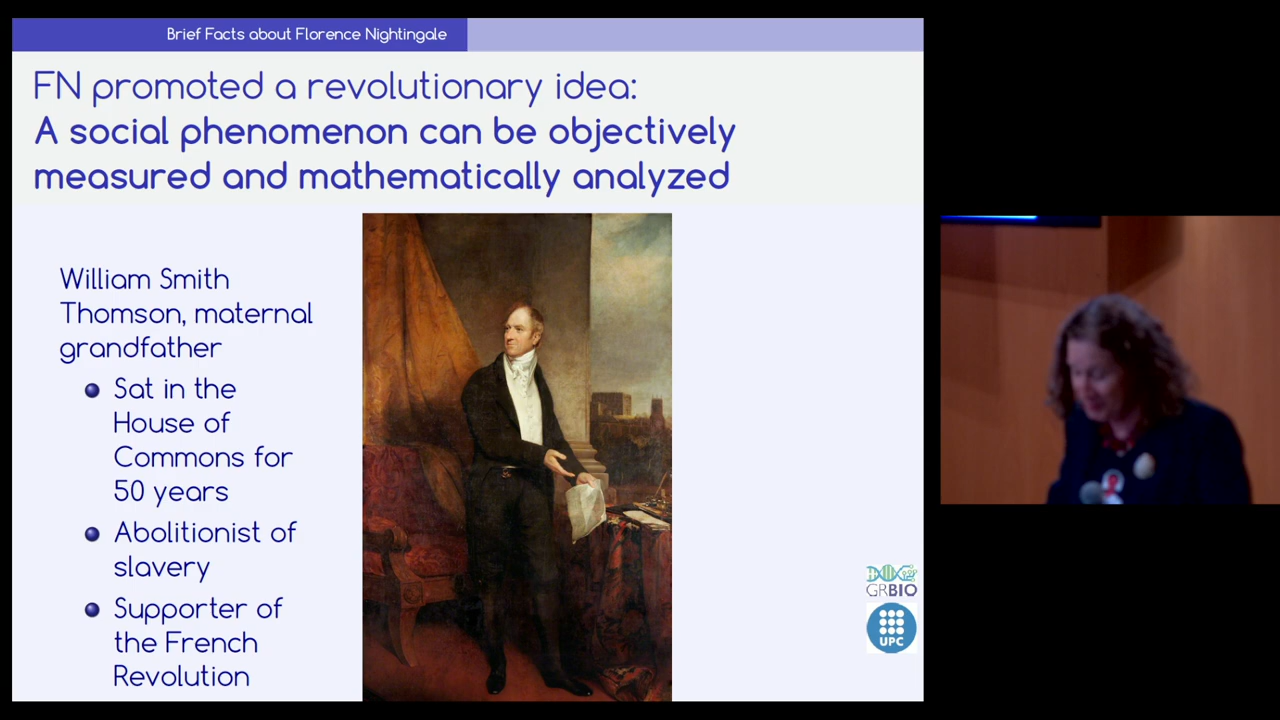 Brief Facts about Florence Nightingale
FN promoted a revolutionary idea:
A social phenomenon can be objectively
measured and mathematically analyzed
William Smith
Thomson, maternal
grandfather
Sat in the
House of
Commons for
50 years
Abolitionist of
slavery
Supporter of
the French
Revolution
GRBIO
UPC